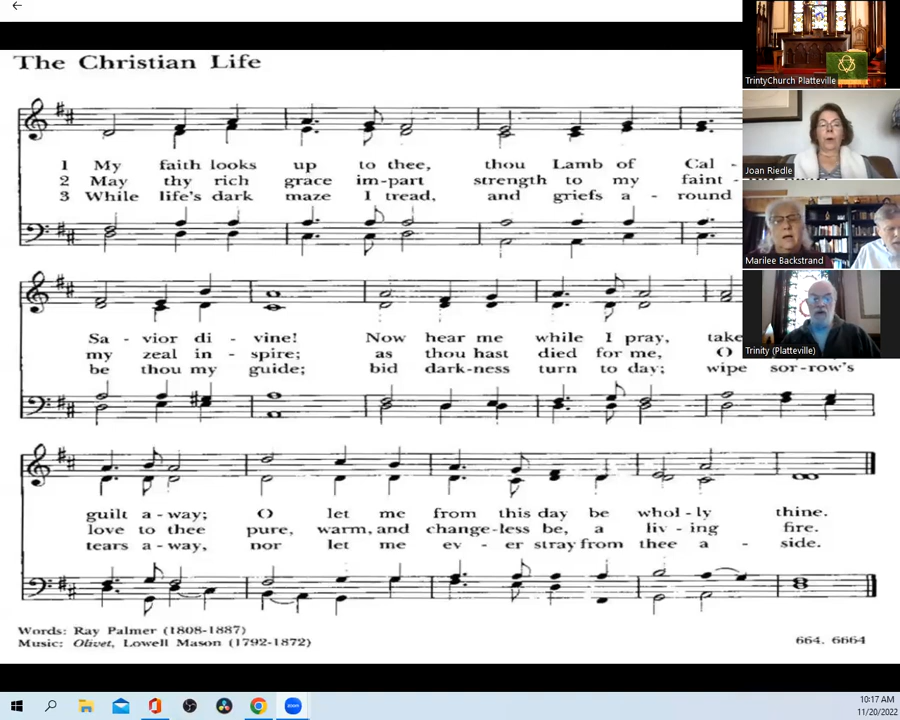 The Christian Life
TrintyChurch Platteville
1 My faith looks up to thee, thou Lamb of Cal -
2 May thy rich grace im-part strength to my faint -
3 While life's dark maze I tread, and griefs a - round
Joan Riedle
Marilee Backstrand
Sa - vior di - vine! Now hear me while I pray, take
my zeal in - spire; as thou hast died for me, O
be thou my guide; bid dark-ness turn to day; wipe sor-row's
Trinity (Platteville)
guilt a-way; O let me from this day be whol-ly thine.
love to thee pure, warm, and change-less be, a liv - ing fire.
tears a-way, nor let me ev - er stray from thee a - side.
Words: Ray Palmer (1808-1887)
Music: Olivet, Lowell Mason (1792-1872)
664. 6664
zoom
10:17 AM
11/20/2022